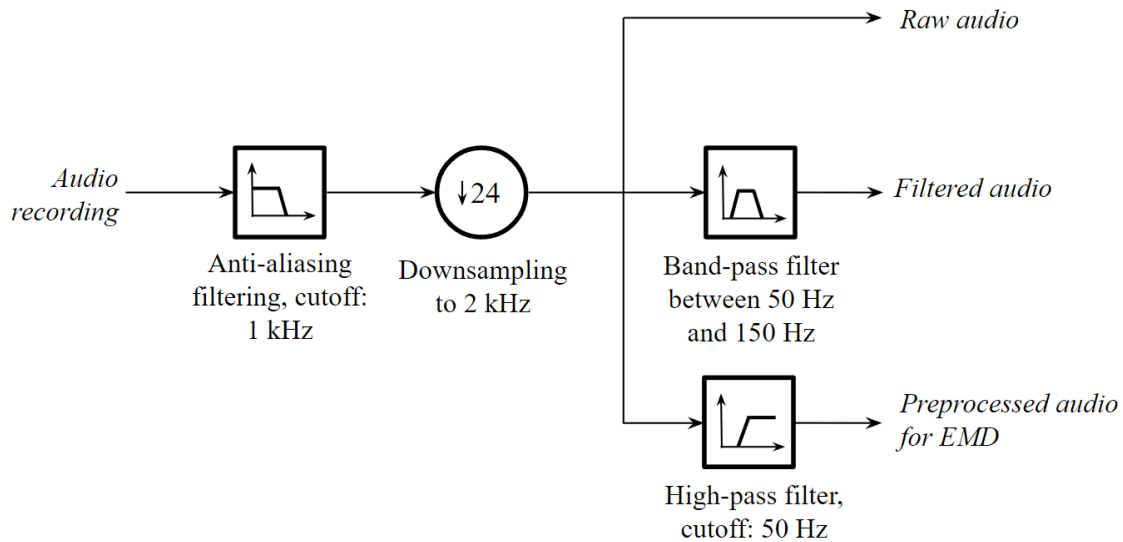 Raw audio
Audio
recording
↓24
Filtered audio
Anti-aliasing
filtering, cutoff:
1 kHz
Downsampling
to 2 kHz
Band-pass filter
between 50 Hz
and 150 Hz
Preprocessed audio
for EMD
High-pass filter,
cutoff: 50 Hz